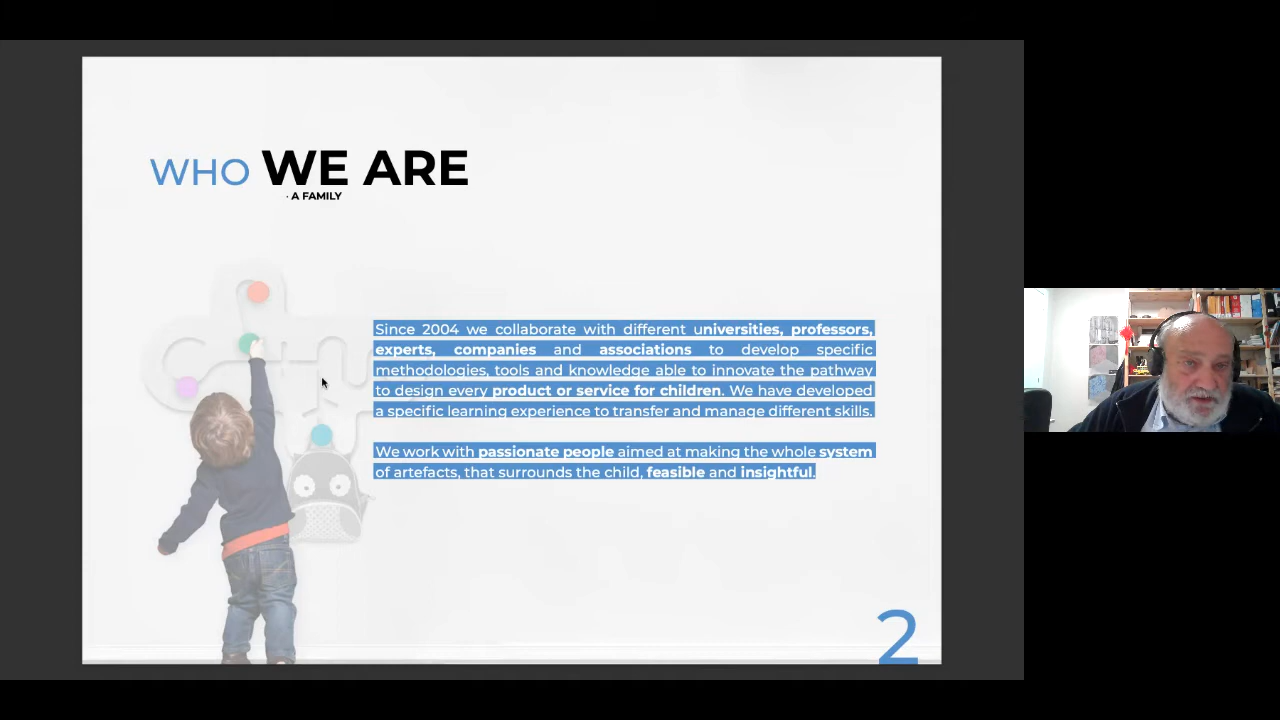 WHO WE ARE
· A FAMILY
Since 2004 we collaborate with different universities, professors,
experts, companies and associations to develop specific
methodologies, tools and knowledge able to innovate the pathway
to design every product or service for children. We have developed
a specific learning experience to transfer and manage different skills.
We work with passionate people aimed at making the whole system
of artefacts, that surrounds the child, feasible and insightful.
2